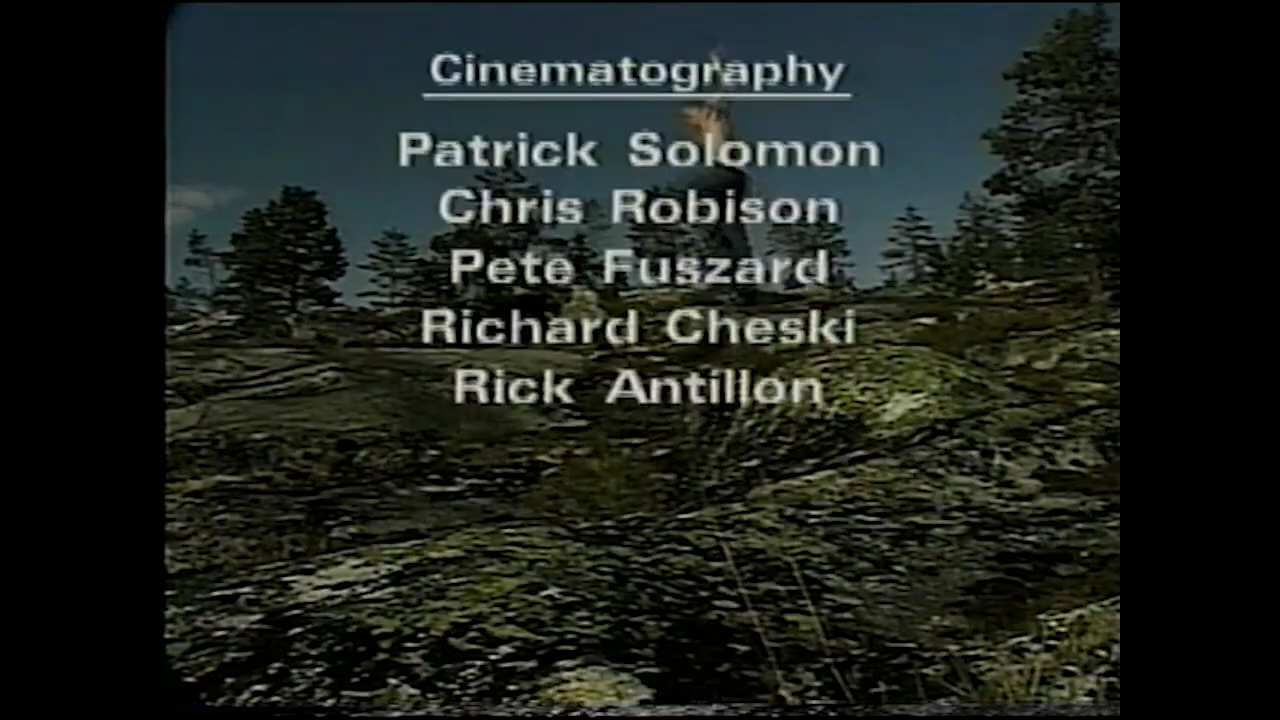 Cinematography
Patrick Solomon
Chris Robison
Pete Fuszard
Richard Cheski
Rick Antillon